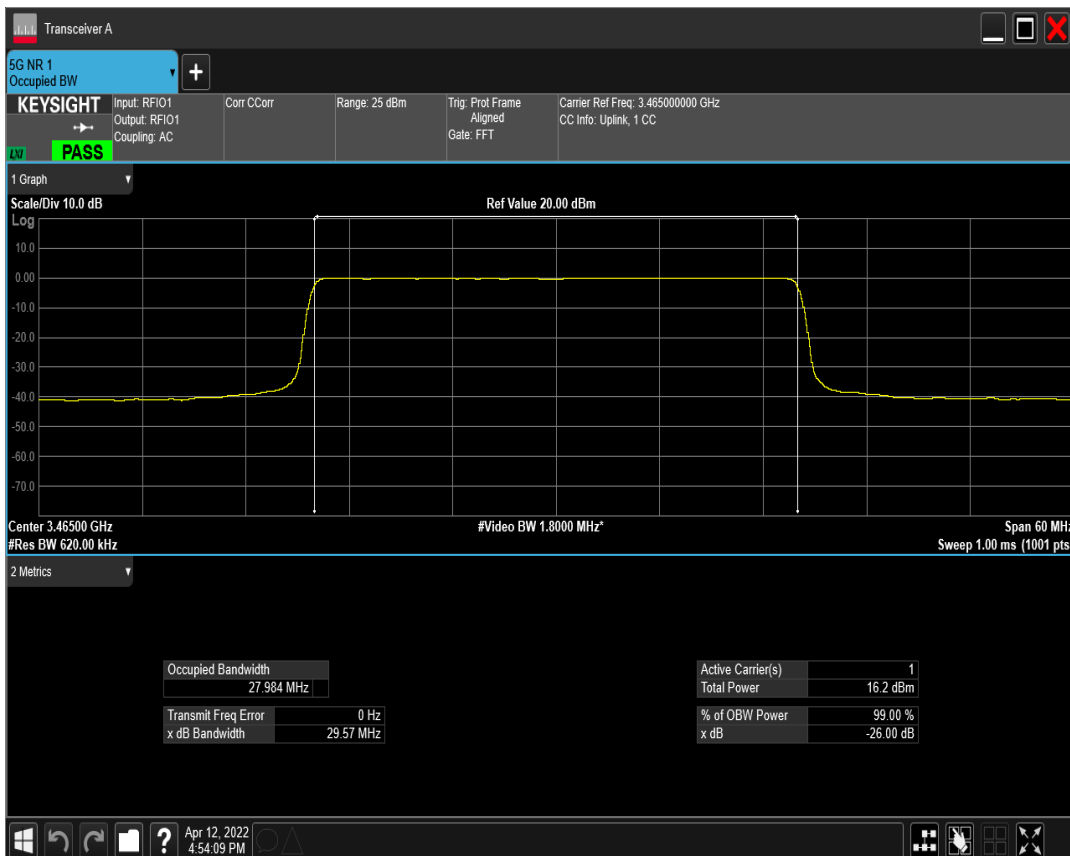 Transceiver A
5G NR 1
Occupied BW
KEYSIGHT
LXI
PASS
Input: RFIO1
Output: RFIO1
Coupling: AC
Corr CCorr
Range: 25 dBm
Trig: Prot Frame
Aligned
Gate: FFT
Carrier Ref Freq: 3.465000000 GHz
CC Info: Uplink, 1 CC
1 Graph
Scale/Div 10.0 dB
Ref Value 20.00 dBm
Log
10.0
0.00
-10.0
-20.0
-30.0
-40.0
-50.0
-60.0
-70.0
Center 3.46500 GHz
#Video BW 1.8000 MHz*
Span 60 MHz
#Res BW 620.00 kHz
Sweep 1.00 ms (1001 pts
2 Metrics
Occupied Bandwidth
27.984 MHz
Transmit Freq Error 0 Hz
x dB Bandwidth 29.57 MHz
Active Carrier(s) 1
Total Power 16.2 dBm
% of OBW Power 99.00 %
x dB -26.00 dB
?
Apr 12, 2022
4:54:09 PM